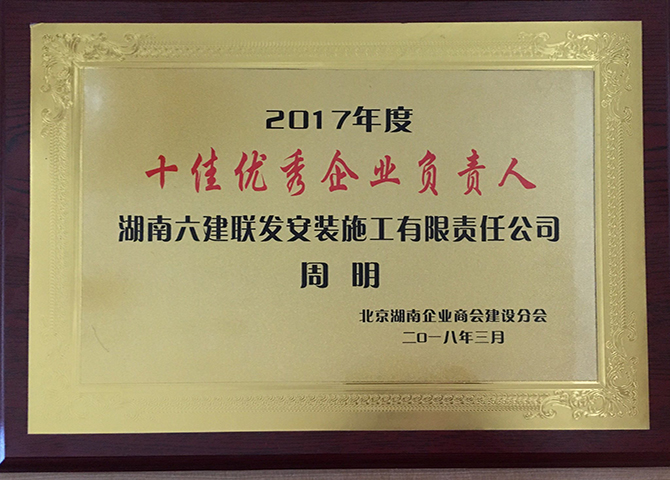 2017年度
十佳优秀企业负责人
湖南六建联发安装施工有限责任公司
周 明
北京湖南企业商会建设分会
二〇一八年三月